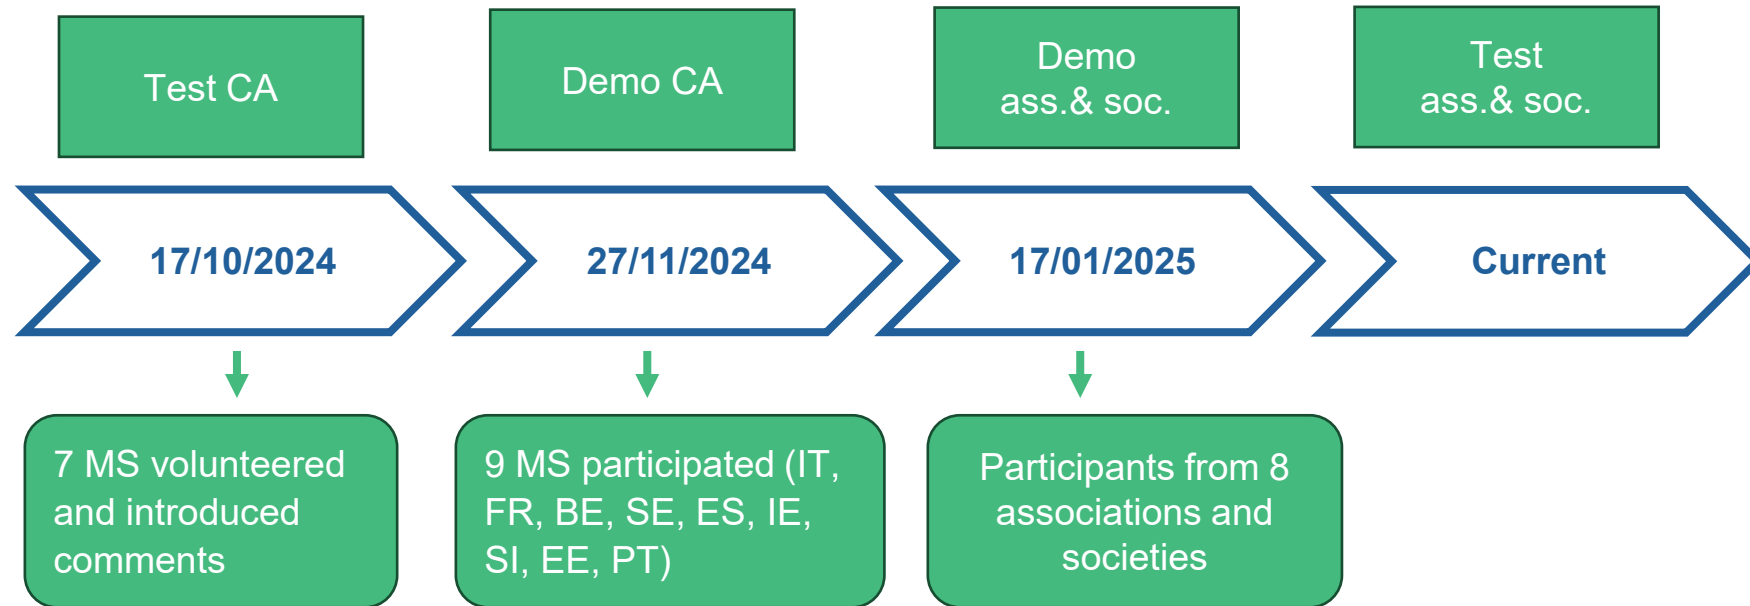 Test CA
Demo CA
Demo
ass.& soc.
Test
ass.& soc.
17/10/2024
27/11/2024
17/01/2025
Current
7 MS volunteered
and introduced
comments
9 MS participated (IT,
FR, BE, SE, ES, IE,
SI, EE, PT)
Participants from 8
associations and
societies